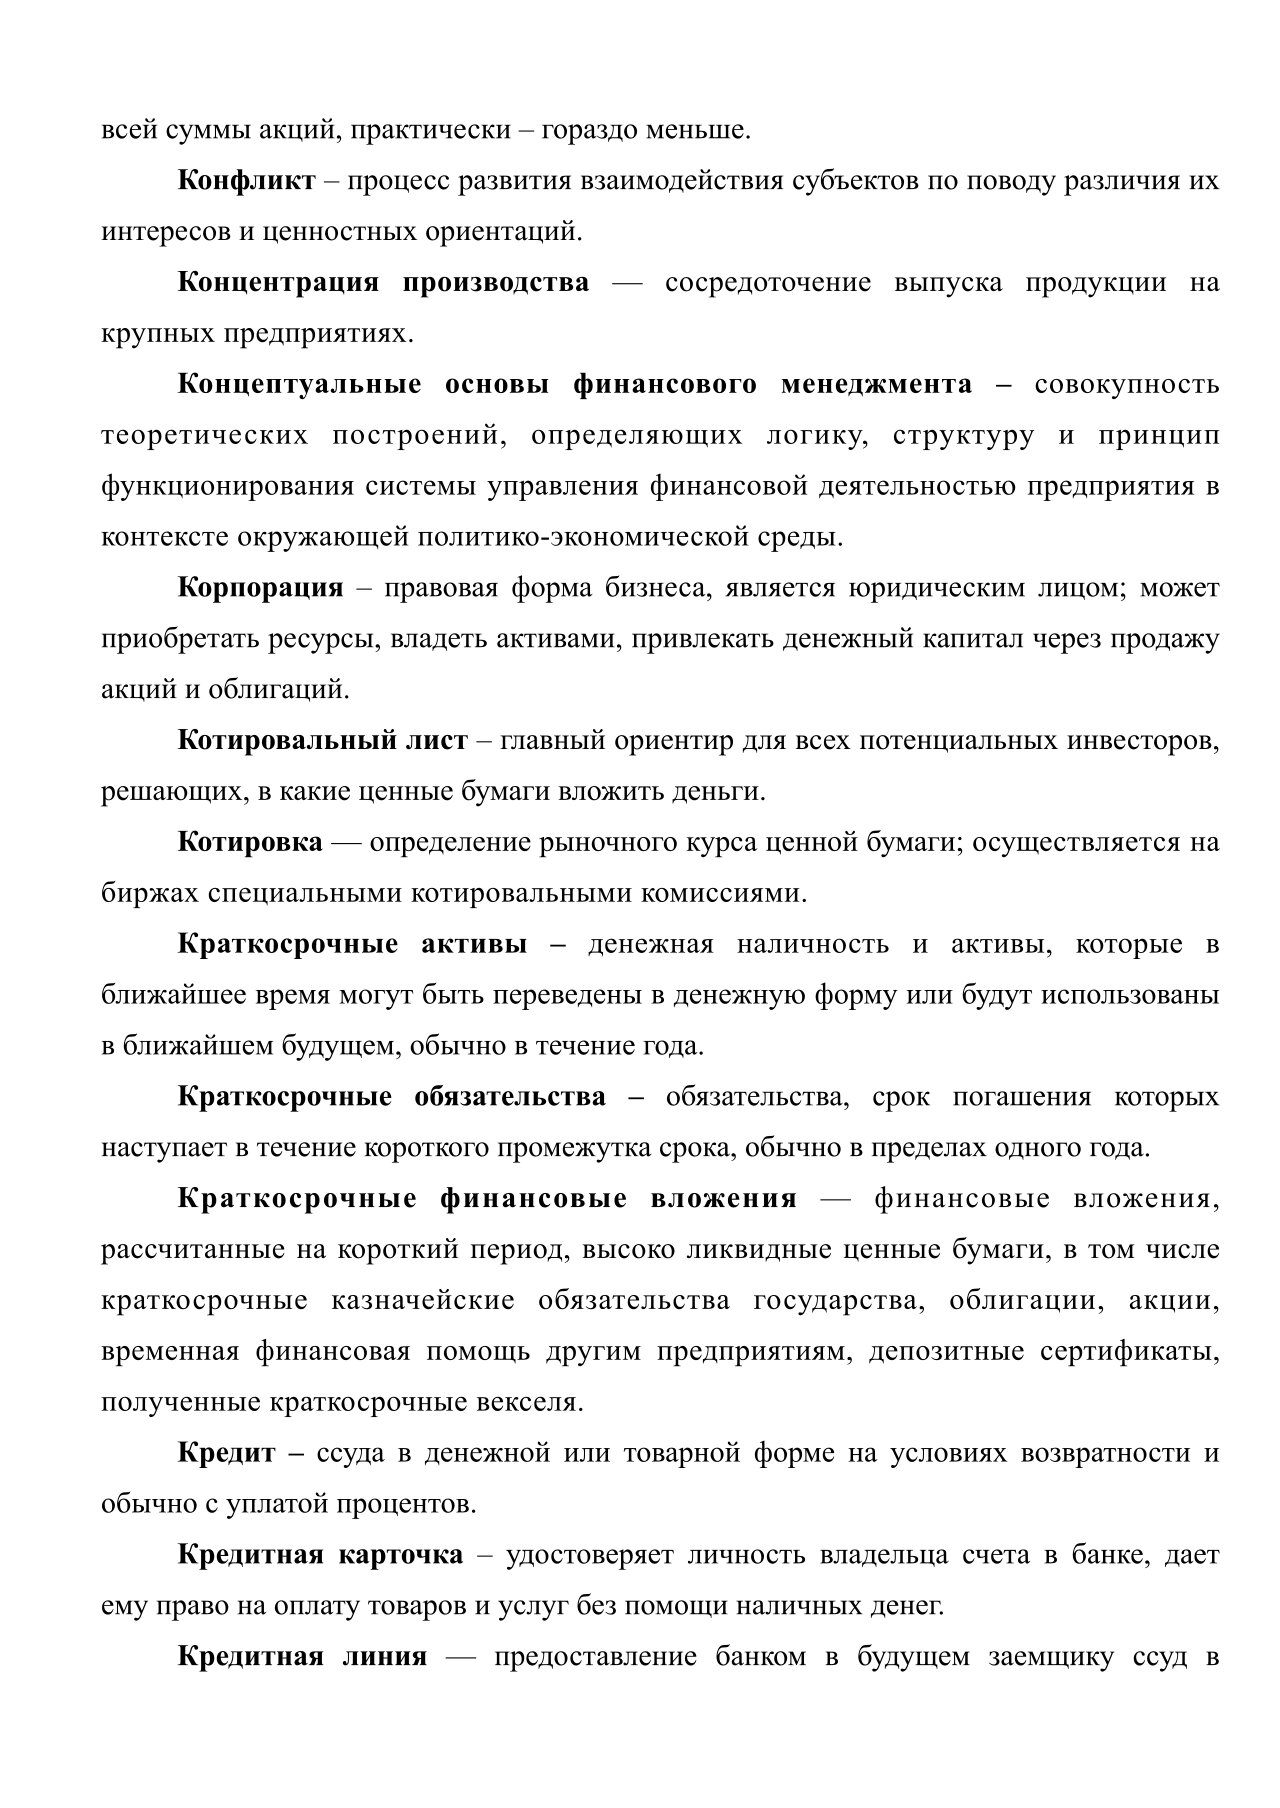 всей суммы акций, практически – гораздо меньше.
Конфликт – процесс развития взаимодействия субъектов по поводу различия их
интересов и ценностных ориентаций.
Концентрация производства — сосредоточение выпуска продукции на
крупных предприятиях.
Концептуальные основы финансового менеджмента – совокупность
теоретических построений, определяющих логику, структуру и принцип
функционирования системы управления финансовой деятельностью предприятия в
контексте окружающей политико-экономической среды.
Корпорация – правовая форма бизнеса, является юридическим лицом; может
приобретать ресурсы, владеть активами, привлекать денежный капитал через продажу
акций и облигаций.
Котировальный лист – главный ориентир для всех потенциальных инвесторов,
решающих, в какие ценные бумаги вложить деньги.
Котировка — определение рыночного курса ценной бумаги; осуществляется на
биржах специальными котировальными комиссиями.
Краткосрочные активы – денежная наличность и активы, которые в
ближайшее время могут быть переведены в денежную форму или будут использованы
в ближайшем будущем, обычно в течение года.
Краткосрочные обязательства – обязательства, срок погашения которых
наступает в течение короткого промежутка срока, обычно в пределах одного года.
Краткосрочные финансовые вложения — финансовые вложения,
рассчитанные на короткий период, высоко ликвидные ценные бумаги, в том числе
краткосрочные казначейские обязательства государства, облигации, акции,
временная финансовая помощь другим предприятиям, депозитные сертификаты,
полученные краткосрочные векселя.
Кредит – ссуда в денежной или товарной форме на условиях возвратности и
обычно с уплатой процентов.
Кредитная карточка – удостоверяет личность владельца счета в банке, дает
ему право на оплату товаров и услуг без помощи наличных денег.
Кредитная линия — предоставление банком в будущем заемщику ссуд в